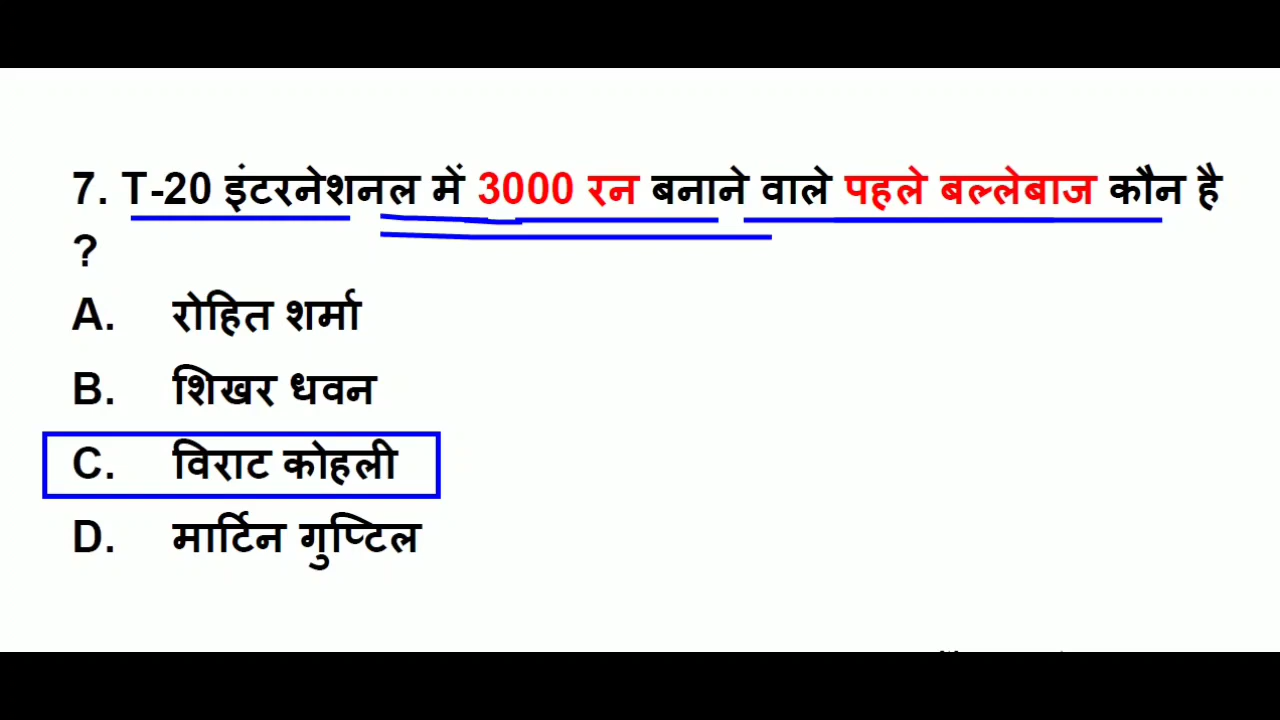 7. T-20 इंटरनेशनल में 3000 रन बनाने वाले पहले बल्लेबाज कौन है
?
A. रोहित शर्मा
B. शिखर धवन
C. विराट कोहली
D. मार्टिन गुप्टिल